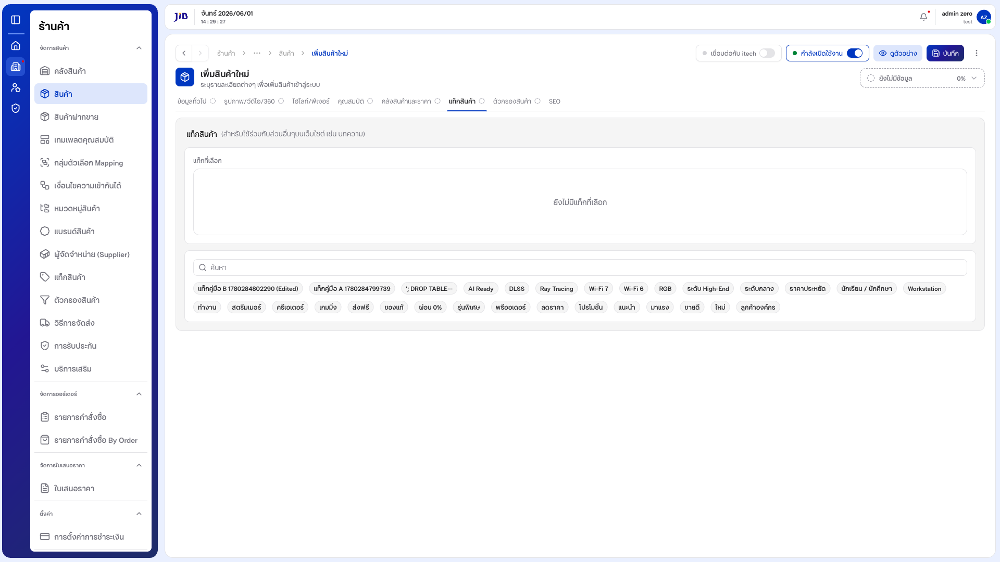 ร้านค้า
จัดการสินค้า
คลังสินค้า
สินค้า
สินค้าฝากขาย
เทมเพลตคุณสมบัติ
กลุ่มตัวเลือก Mapping
เงื่อนไขความเข้ากันได้
หมวดหมู่สินค้า
แบรนด์สินค้า
ผู้จัดจำหน่าย (Supplier)
แท็กสินค้า
ตัวกรองสินค้า
วิธีการจัดส่ง
การรับประกัน
บริการเสริม
จัดการออร์เดอร์
รายการคำสั่งซื้อ
รายการคำสั่งซื้อ By Order
จัดการใบเสนอราคา
ใบเสนอราคา
ตั้งค่า
การตั้งค่าการชำระเงิน
JIB
จันทร์ 2026/06/01
14 : 29 : 27
admin zero
test
AZ
ร้านค้า
สินค้า
เพิ่มสินค้าใหม่
เชื่อมต่อกับ itech
กำลังเปิดใช้งาน
ดูตัวอย่าง
บันทึก
เพิ่มสินค้าใหม่
ระบุรายละเอียดต่างๆ เพื่อเพิ่มสินค้าเข้าสู่ระบบ
ยังไม่มีข้อมูล 0%
ข้อมูลทั่วไป รูปภาพ/วีดีโอ/360 ไฮไลท์/ฟีเจอร์ คุณสมบัติ คลังสินค้าและราคา แท็กสินค้า ตัวกรองสินค้า SEO
แท็กสินค้า (สำหรับใช้ร่วมกับส่วนอื่นๆบนเว็บไซต์ เช่น บทความ)
แท็กที่เลือก
ยังไม่มีแท็กที่เลือก
ค้นหา
แท็กคู่มือ B 1780284802290 (Edited) แท็กคู่มือ A 1780284799739 '; DROP TABLE-- AI Ready DLSS Ray Tracing Wi-Fi 7 Wi-Fi 6 RGB ระดับ High-End ระดับกลาง ราคาประหยัด นักเรียน / นักศึกษา Workstation
ทำงาน สตรีมเมอร์ ครีเอเตอร์ เกมมิ่ง ส่งฟรี ของแท้ ผ่อน 0% รุ่นพิเศษ พรีออเดอร์ ลดราคา โปรโมชั่น แนะนำ มาแรง ขายดี ใหม่ ลูกค้าองค์กร